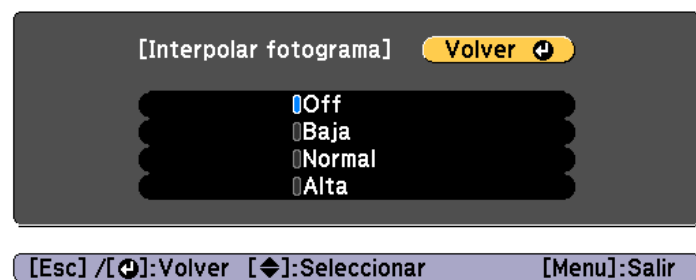 [Interpolar fotograma] Volver
Off
Baja
Normal
Alta
[Esc] /[ ]:Volver [ ]:Seleccionar [Menu]:Salir